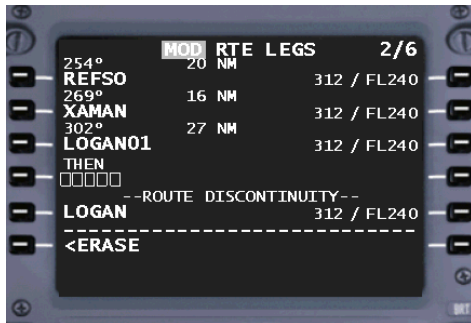 MOD RTE LEGS 2/6
254° 20 NM
REFSO 312 / FL240
269° 16 NM
XAMAN 312 / FL240
302° 27 NM
LOGAN01 312 / FL240
THEN
□□□□□
--ROUTE DISCONTINUITY--
LOGAN 312 / FL240
<ERASE
BRT